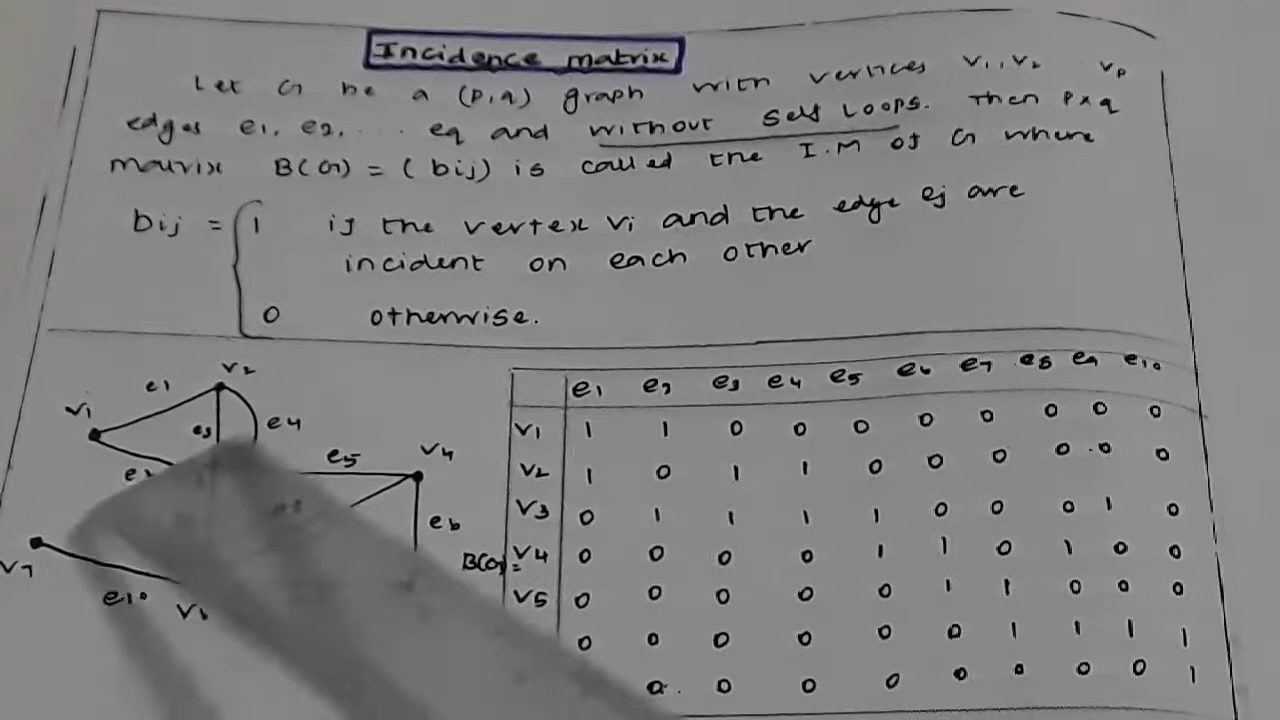 Incidence matrix
Let G be a (p,q) graph with vertices v1, v2 vp
edges e1, e2, ... eq and without self Loops. Then p×q
matrix B(G) = (bij) is called the I.M of G where
bij = { 1 if the vertex vi and the edge ej are
incident on each other
0 otherwise.
v2
e1
v1
e3
e4
e2
e5
v4
e6
v7
e10
v6
e1 e2 e3 e4 e5 e6 e7 e8 e9 e10
v1 1 1 0 0 0 0 0 0 0 0
v2 1 0 1 1 0 0 0 0 0 0
v3 0 1 1 1 1 0 0 0 1 0
B(G) = v4 0 0 0 0 1 1 0 1 0 0
v5 0 0 0 0 0 1 1 0 0 0
0 0 0 0 0 0 1 1 1 1
0. 0 0 0 0 0 0 0 1